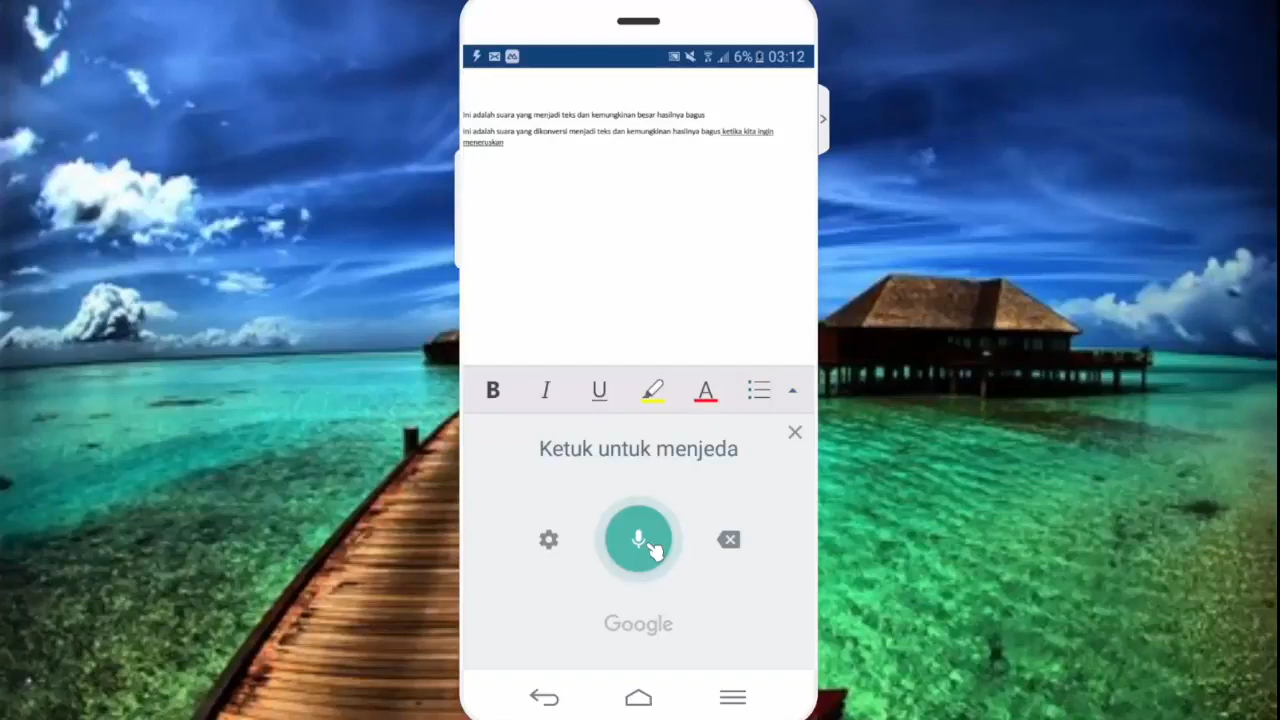 6% 03:12
Ini adalah suara yang menjadi teks dan kemungkinan besar hasilnya bagus
Ini adalah suara yang dikonversi menjadi teks dan kemungkinan hasilnya bagus ketika kita ingin
meneruskan
B I U A
Ketuk untuk menjeda
Google